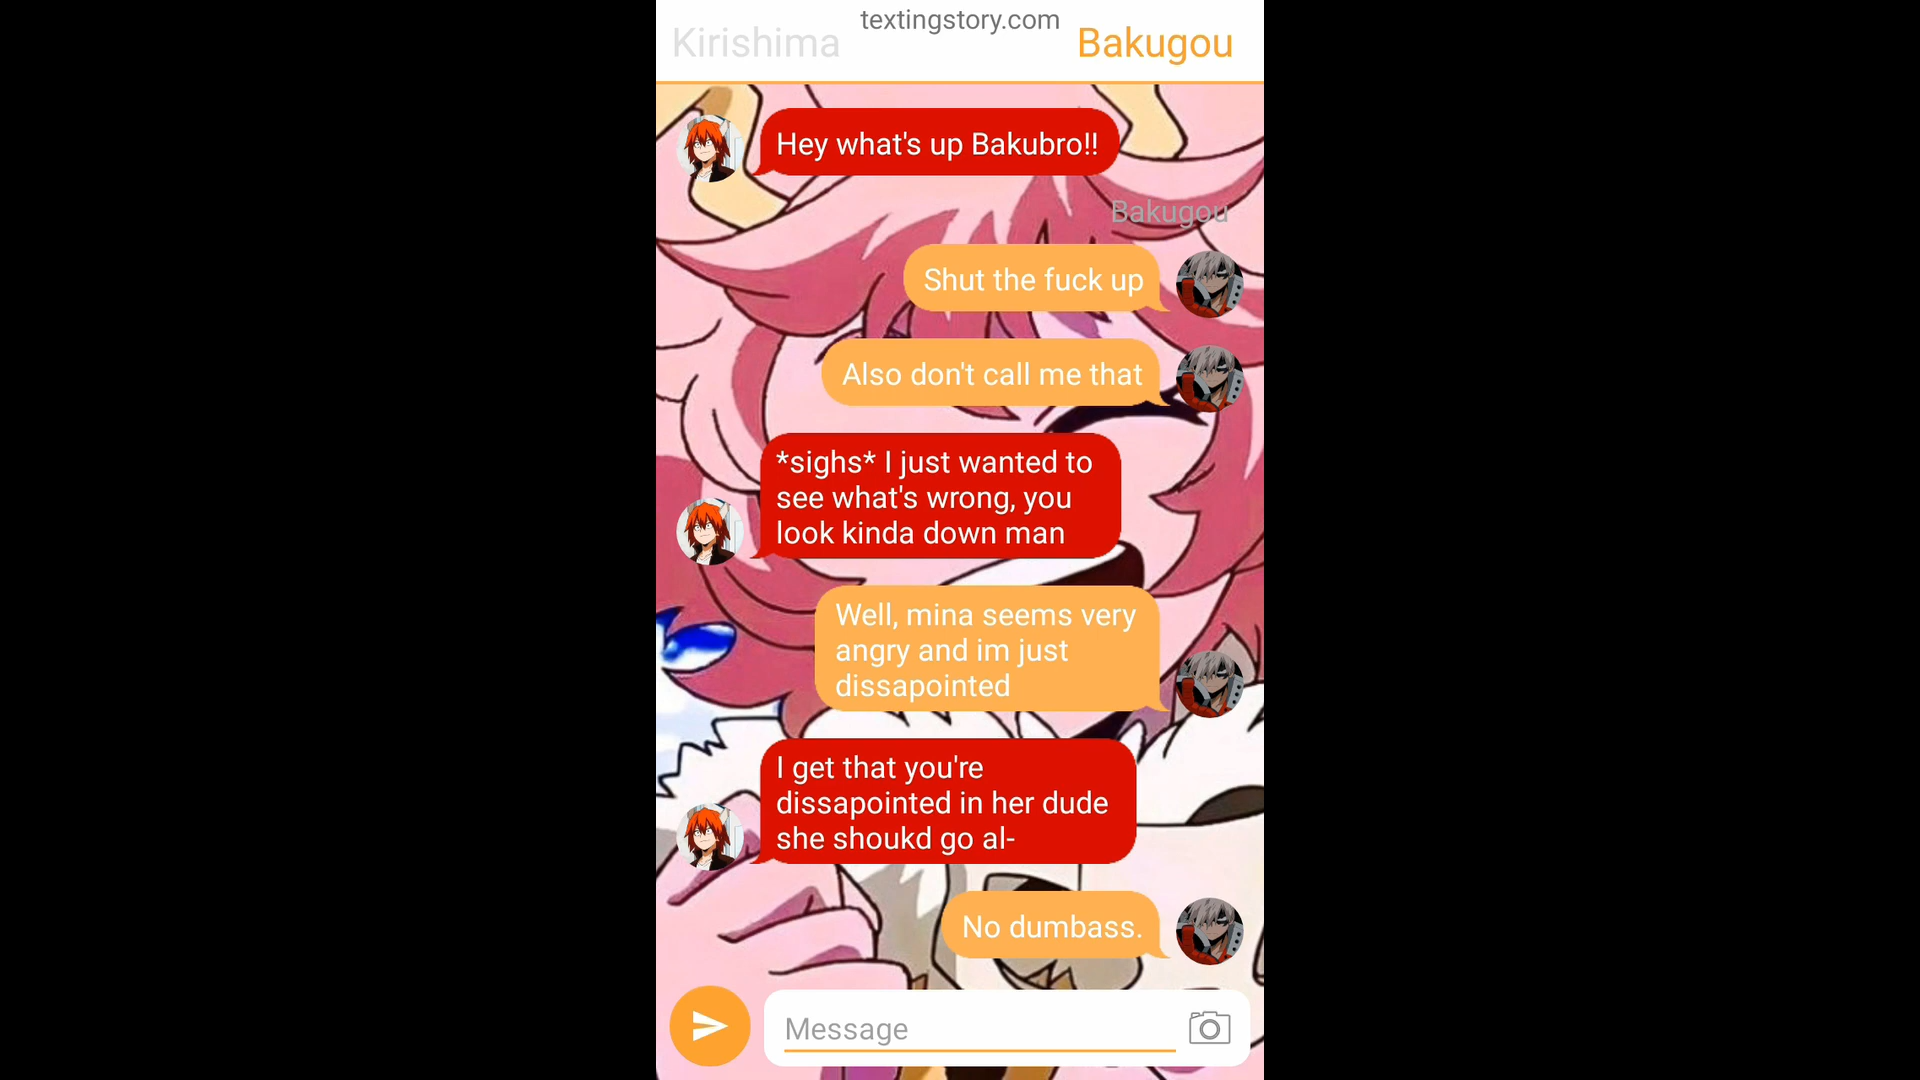 textingstory.com
Kirishima
Bakugou
Hey what's up Bakubro!!
Bakugou
Shut the fuck up
Also don't call me that
*sighs* I just wanted to
see what's wrong, you
look kinda down man
Well, mina seems very
angry and im just
dissapointed
I get that you're
dissapointed in her dude
she shoukd go al-
No dumbass.
Message